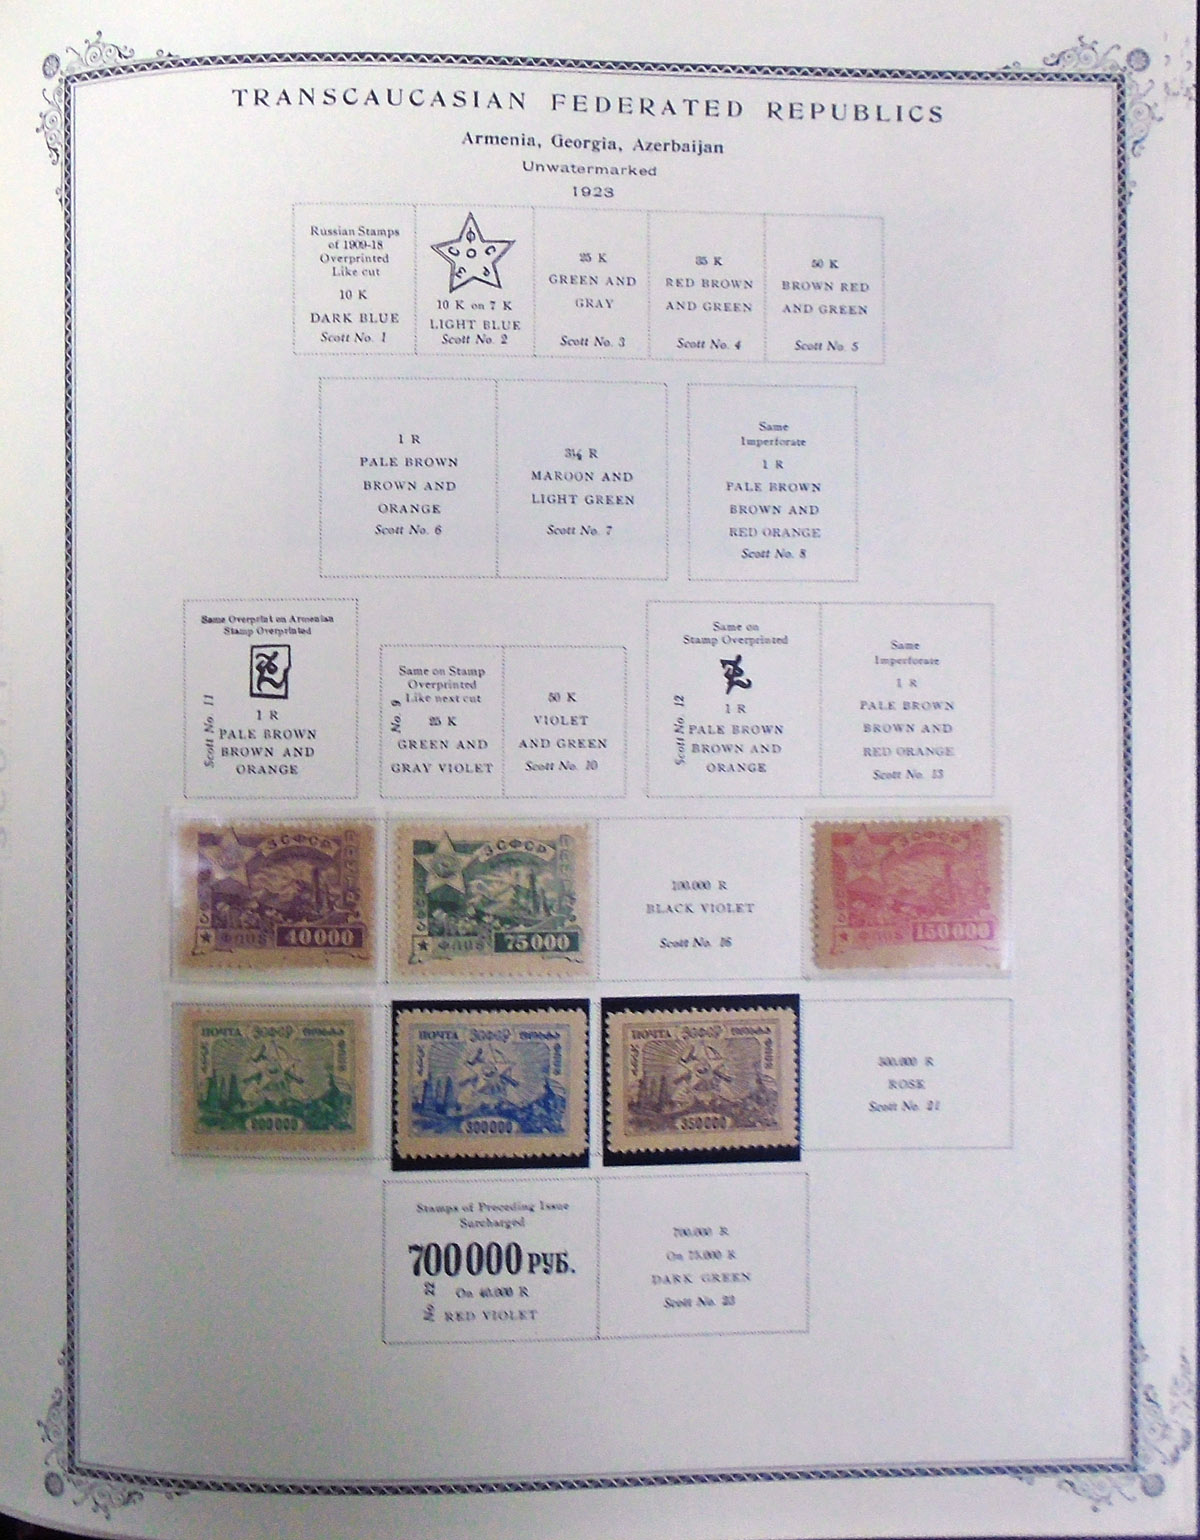 TRANSCAUCASIAN FEDERATED REPUBLICS
Armenia, Georgia, Azerbaijan
Unwatermarked
1923
Russian Stamps
of 1909-18
Overprinted
Like cut
10 K
DARK BLUE
Scott No. 1
10 K on 7 K
LIGHT BLUE
Scott No. 2
25 K
GREEN AND
GRAY
Scott No. 3
35 K
RED BROWN
AND GREEN
Scott No. 4
50 K
BROWN RED
AND GREEN
Scott No. 5
1 R
PALE BROWN
BROWN AND
ORANGE
Scott No. 6
3½ R
MAROON AND
LIGHT GREEN
Scott No. 7
Same
Imperforate
1 R
PALE BROWN
BROWN AND
RED ORANGE
Scott No. 8
Same Overprint on Armenian
Stamp Overprinted
Scott No. 11
1 R
PALE BROWN
BROWN AND
ORANGE
Same on Stamp
Overprinted
Like next cut
No. 9
25 K
GREEN AND
GRAY VIOLET
50 K
VIOLET
AND GREEN
Scott No. 10
Same on
Stamp Overprinted
Scott No. 12
1 R
PALE BROWN
BROWN AND
ORANGE
Same
Imperforate
1 R
PALE BROWN
BROWN AND
RED ORANGE
Scott No. 13
ЗСФСР
40000
ЗСФСР
75000
100.000 R
BLACK VIOLET
Scott No. 16
ЗСФСР
150000
ПОЧТА ЗСФСР
200000
ПОЧТА ЗСФСР
300000
ПОЧТА ЗСФСР
350000
500.000 R
ROSE
Scott No. 21
Stamps of Preceding Issue
Surcharged
700000 РУБ.
No. 22
On 40.000 R
RED VIOLET
700.000 R
On 75.000 R
DARK GREEN
Scott No. 23